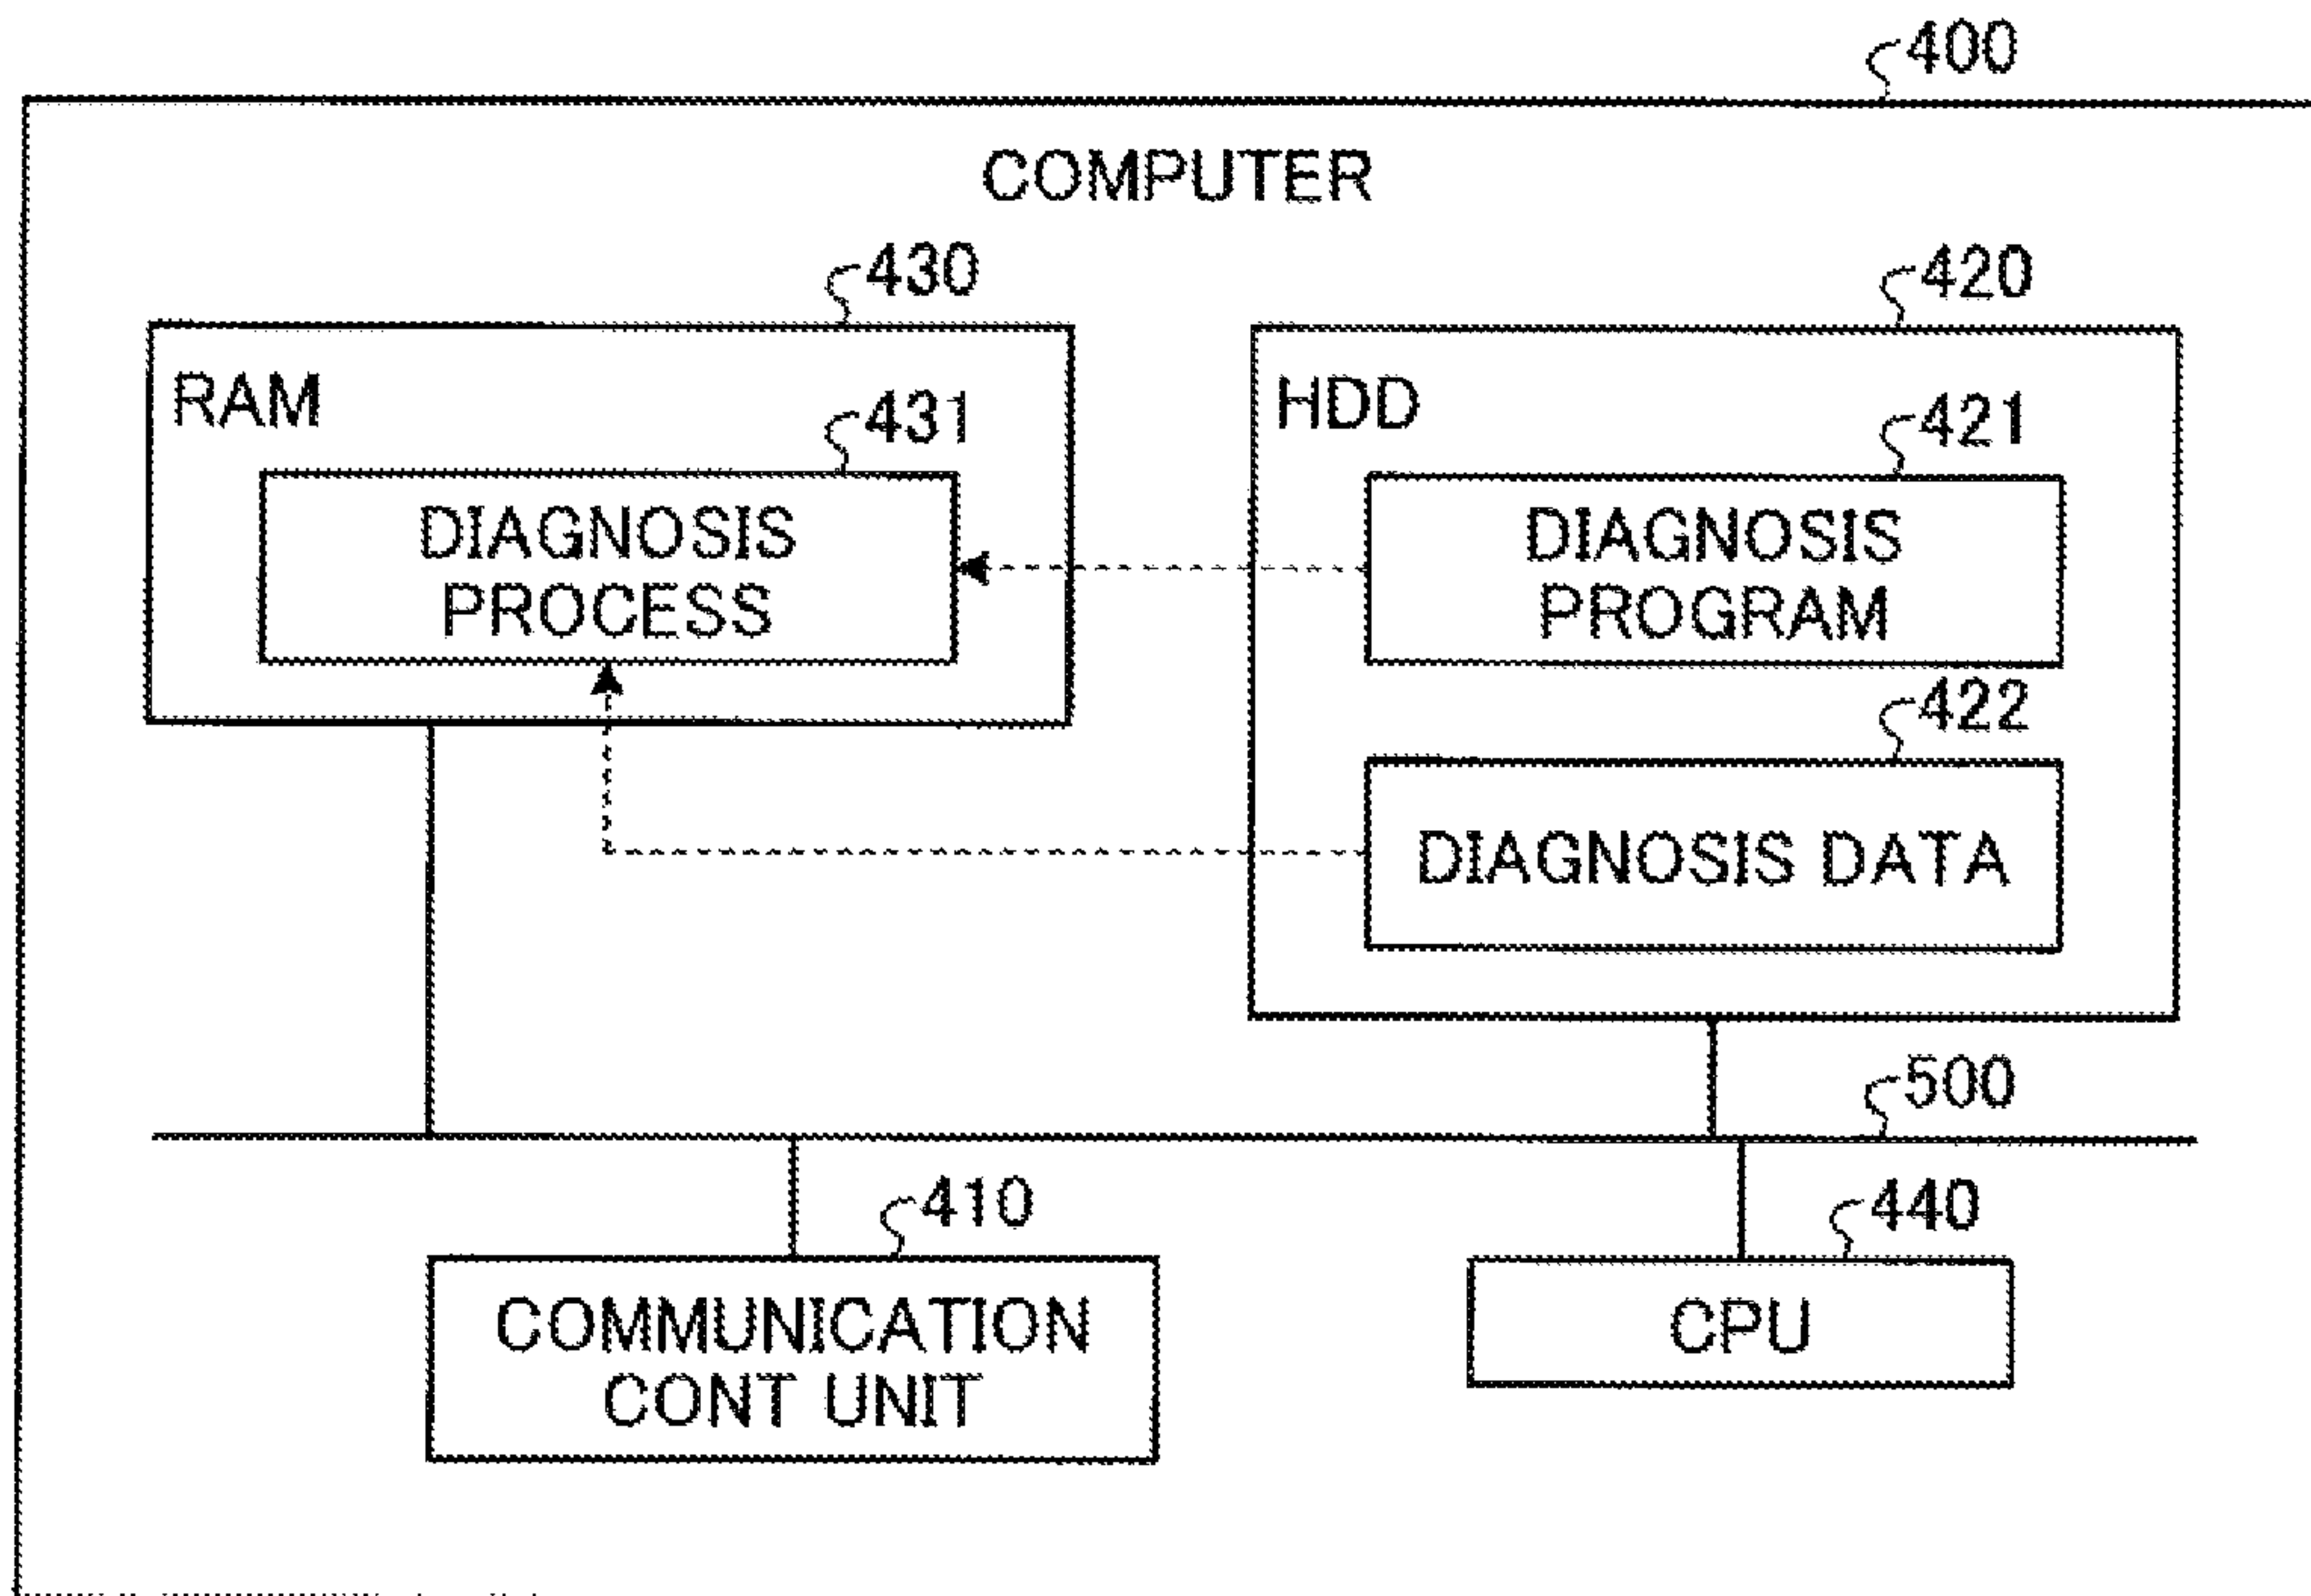 400
COMPUTER
430
420
RAM
HDD
431
421
DIAGNOSIS
PROCESS
DIAGNOSIS
PROGRAM
422
DIAGNOSIS DATA
500
410
440
COMMUNICATION
CONT UNIT
CPU